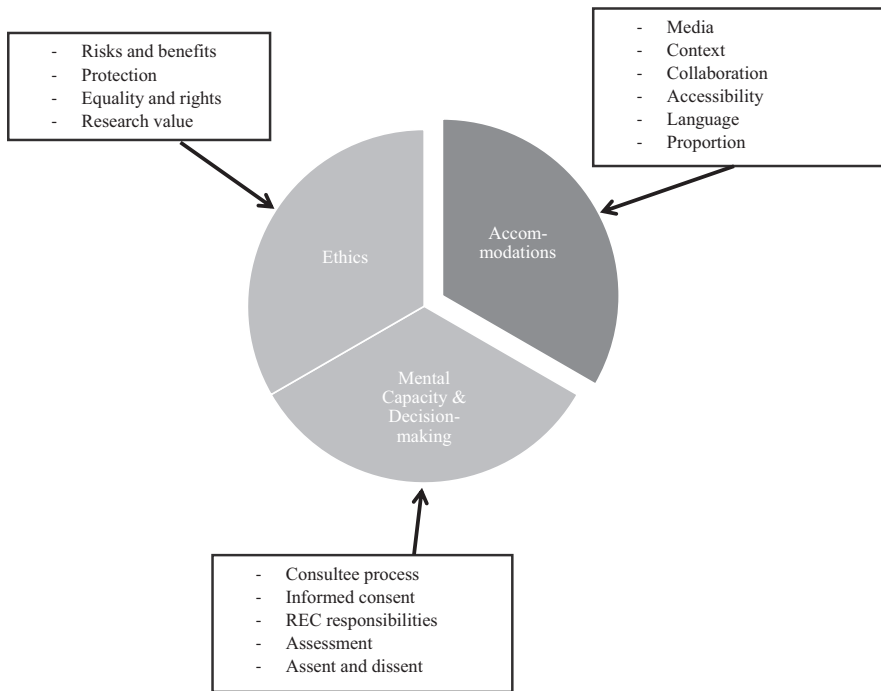 - Risks and benefits
- Protection
- Equality and rights
- Research value
- Media
- Context
- Collaboration
- Accessibility
- Language
- Proportion
Ethics
Accom-
modations
Mental
Capacity &
Decision-
making
- Consultee process
- Informed consent
- REC responsibilities
- Assessment
- Assent and dissent